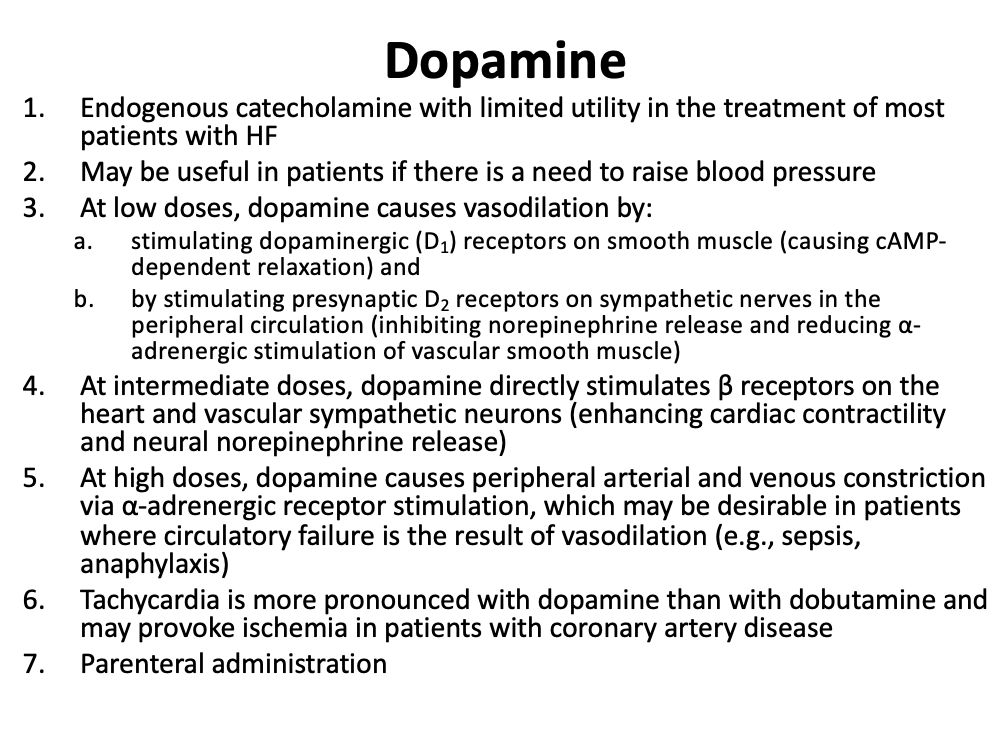 Dopamine
1. Endogenous catecholamine with limited utility in the treatment of most
patients with HF
2. May be useful in patients if there is a need to raise blood pressure
3. At low doses, dopamine causes vasodilation by:
a. stimulating dopaminergic (D₁) receptors on smooth muscle (causing cAMP-
dependent relaxation) and
b. by stimulating presynaptic D₂ receptors on sympathetic nerves in the
peripheral circulation (inhibiting norepinephrine release and reducing α-
adrenergic stimulation of vascular smooth muscle)
4. At intermediate doses, dopamine directly stimulates β receptors on the
heart and vascular sympathetic neurons (enhancing cardiac contractility
and neural norepinephrine release)
5. At high doses, dopamine causes peripheral arterial and venous constriction
via α-adrenergic receptor stimulation, which may be desirable in patients
where circulatory failure is the result of vasodilation (e.g., sepsis,
anaphylaxis)
6. Tachycardia is more pronounced with dopamine than with dobutamine and
may provoke ischemia in patients with coronary artery disease
7. Parenteral administration